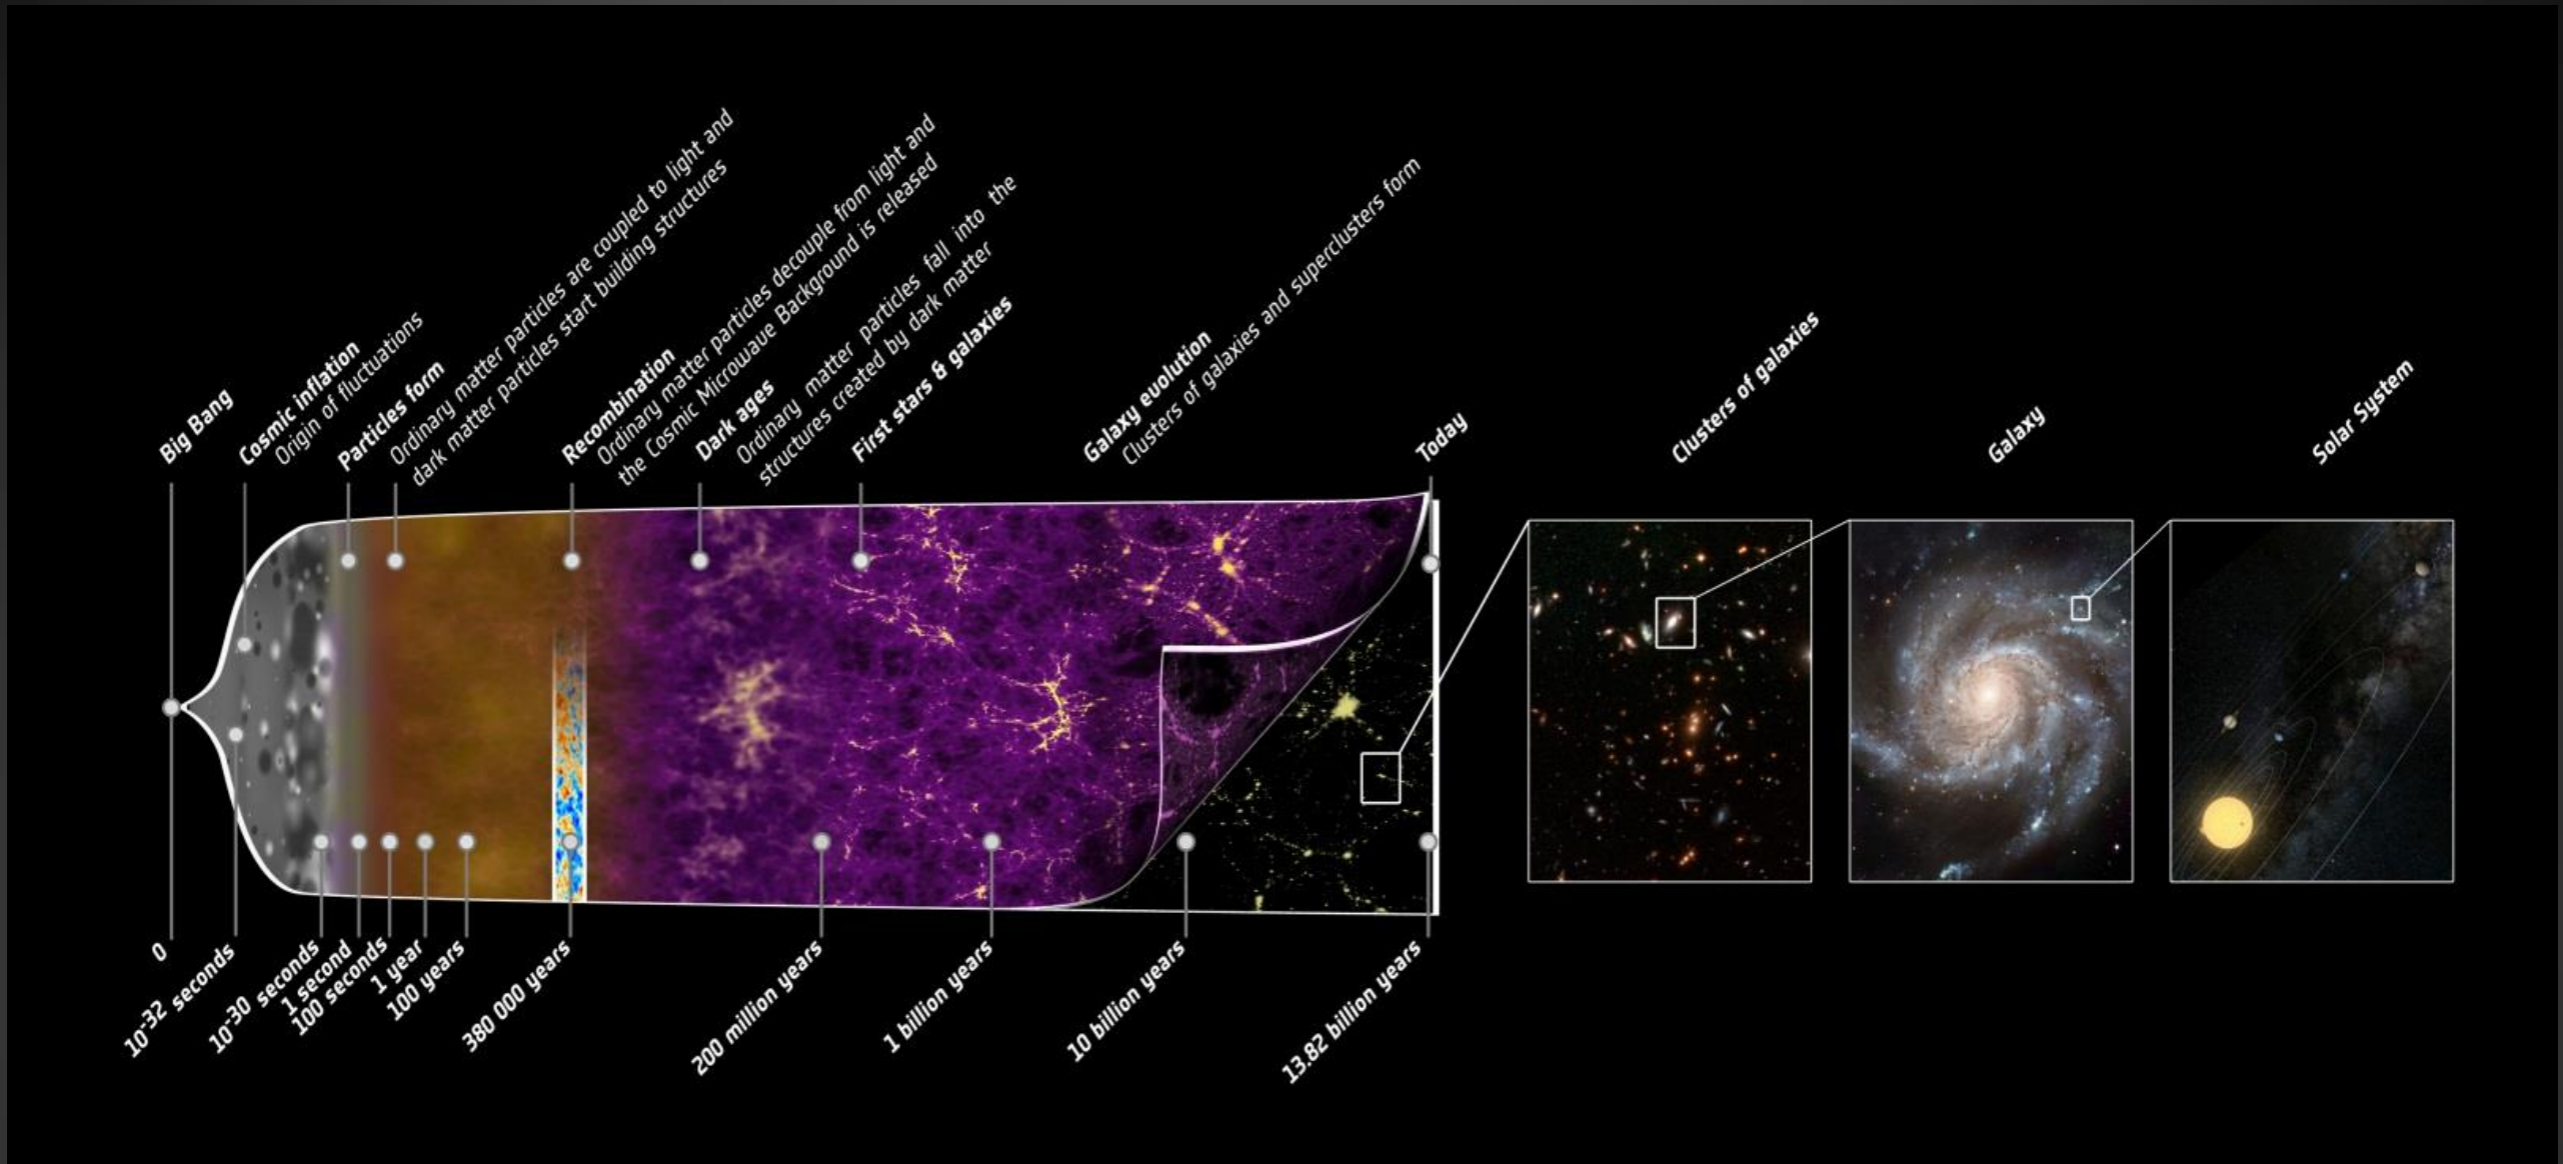 Big Bang
Cosmic inflation
Origin of fluctuations
Particles form
Ordinary matter particles are coupled to light and
dark matter particles start building structures
Recombination
Ordinary matter particles decouple from light and
the Cosmic Microwave Background is released
Dark ages
Ordinary matter particles fall into the
structures created by dark matter
First stars & galaxies
Galaxy evolution
Clusters of galaxies and superclusters form
Today
Clusters of galaxies
Galaxy
Solar System
0
10-32 seconds
10-30 seconds
1 second
100 seconds
1 year
100 years
380 000 years
200 million years
1 billion years
10 billion years
13.82 billion years